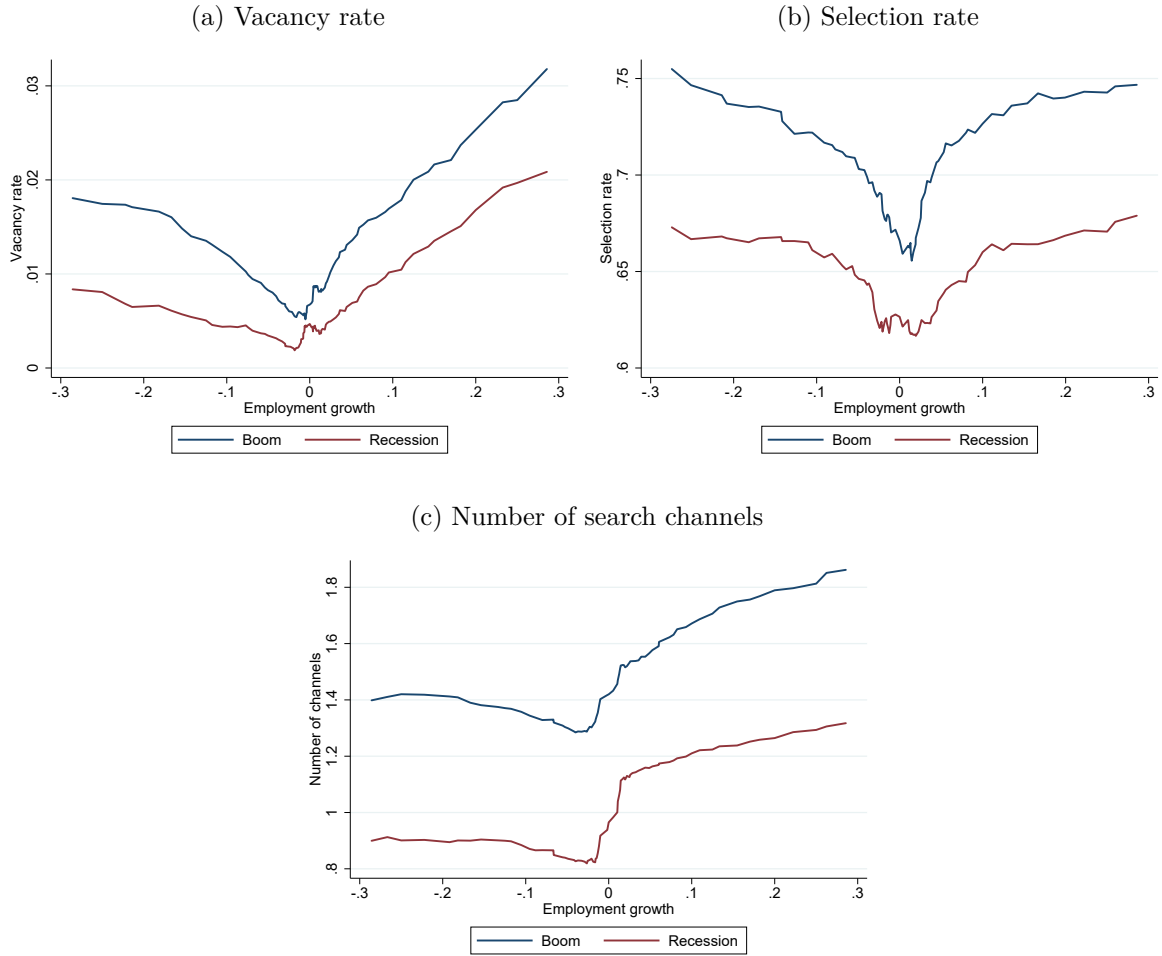 (a) Vacancy rate
Vacancy rate
.03
.02
.01
0
-.3 -.2 -.1 0 .1 .2 .3
Employment growth
Boom Recession
(b) Selection rate
Selection rate
.75
.7
.65
.6
-.3 -.2 -.1 0 .1 .2 .3
Employment growth
Boom Recession
(c) Number of search channels
Number of channels
1.8
1.6
1.4
1.2
1
.8
-.3 -.2 -.1 0 .1 .2 .3
Employment growth
Boom Recession